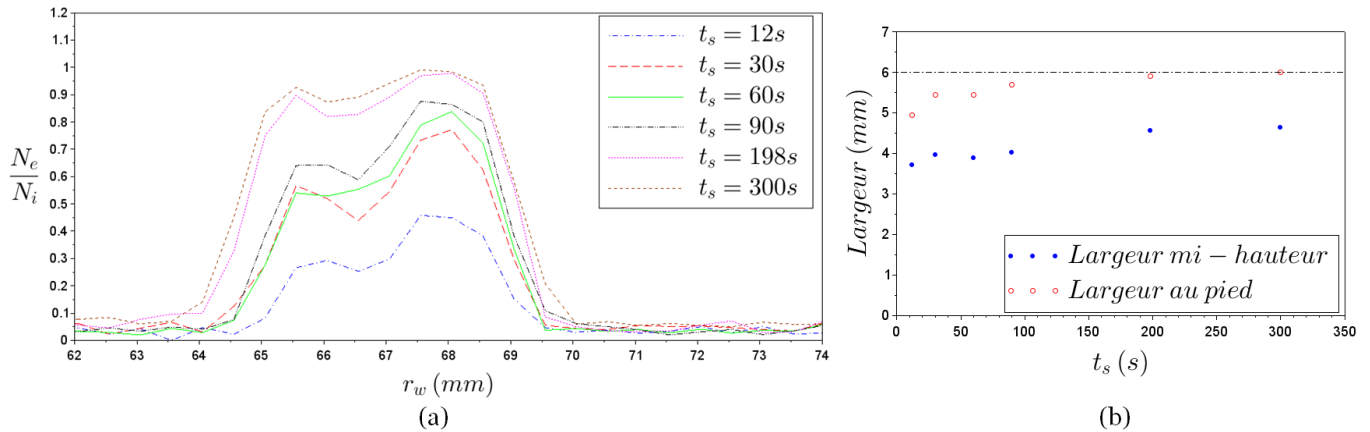 1.2
1.1
1
0.9
0.8
0.7
0.6
0.5
0.4
0.3
0.2
0.1
0
N_e
N_i
62 63 64 65 66 67 68 69 70 71 72 73 74
r_w (mm)
t_s = 12s
t_s = 30s
t_s = 60s
t_s = 90s
t_s = 198s
t_s = 300s
(a)
7
6
5
4
3
2
1
0
Largeur (mm)
Largeur mi − hauteur
Largeur au pied
0 50 100 150 200 250 300 350
t_s (s)
(b)